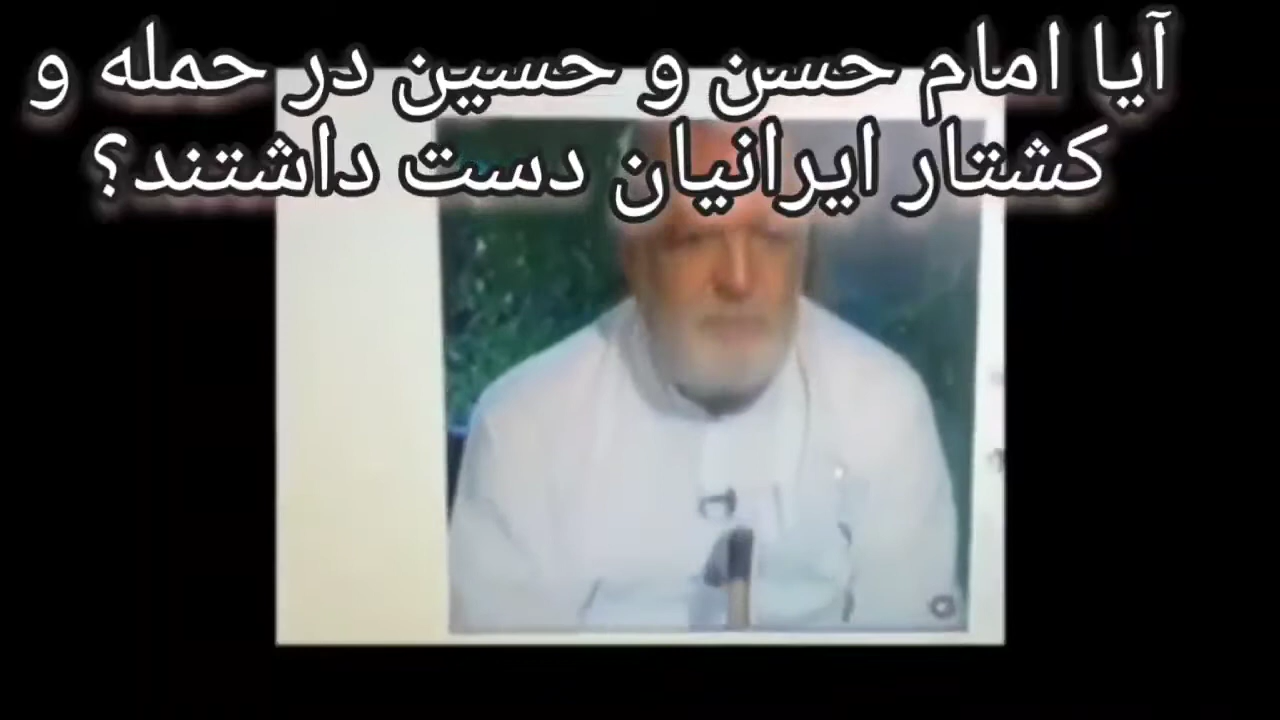 آیا امام حسن و حسین در حمله و
کشتار ایرانیان دست داشتند؟